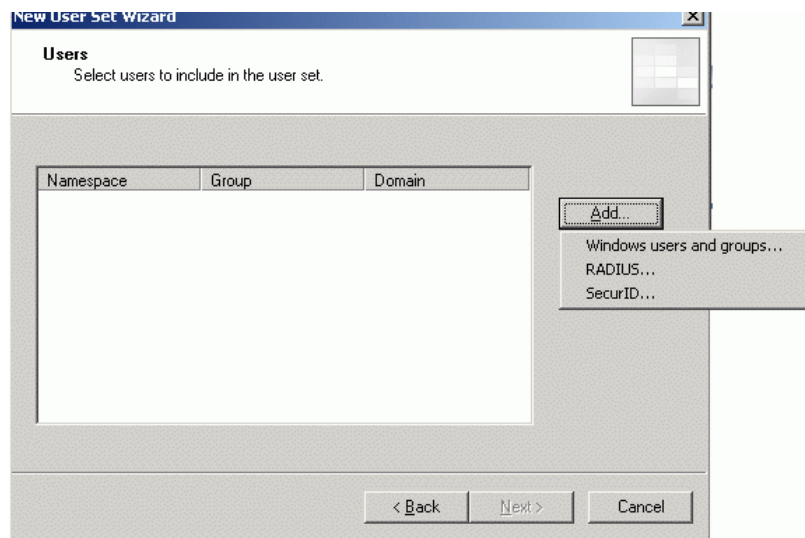 New User Set Wizard
Users
Select users to include in the user set.
Namespace Group Domain
Add...
Windows users and groups...
RADIUS...
SecurID...
< Back Next > Cancel